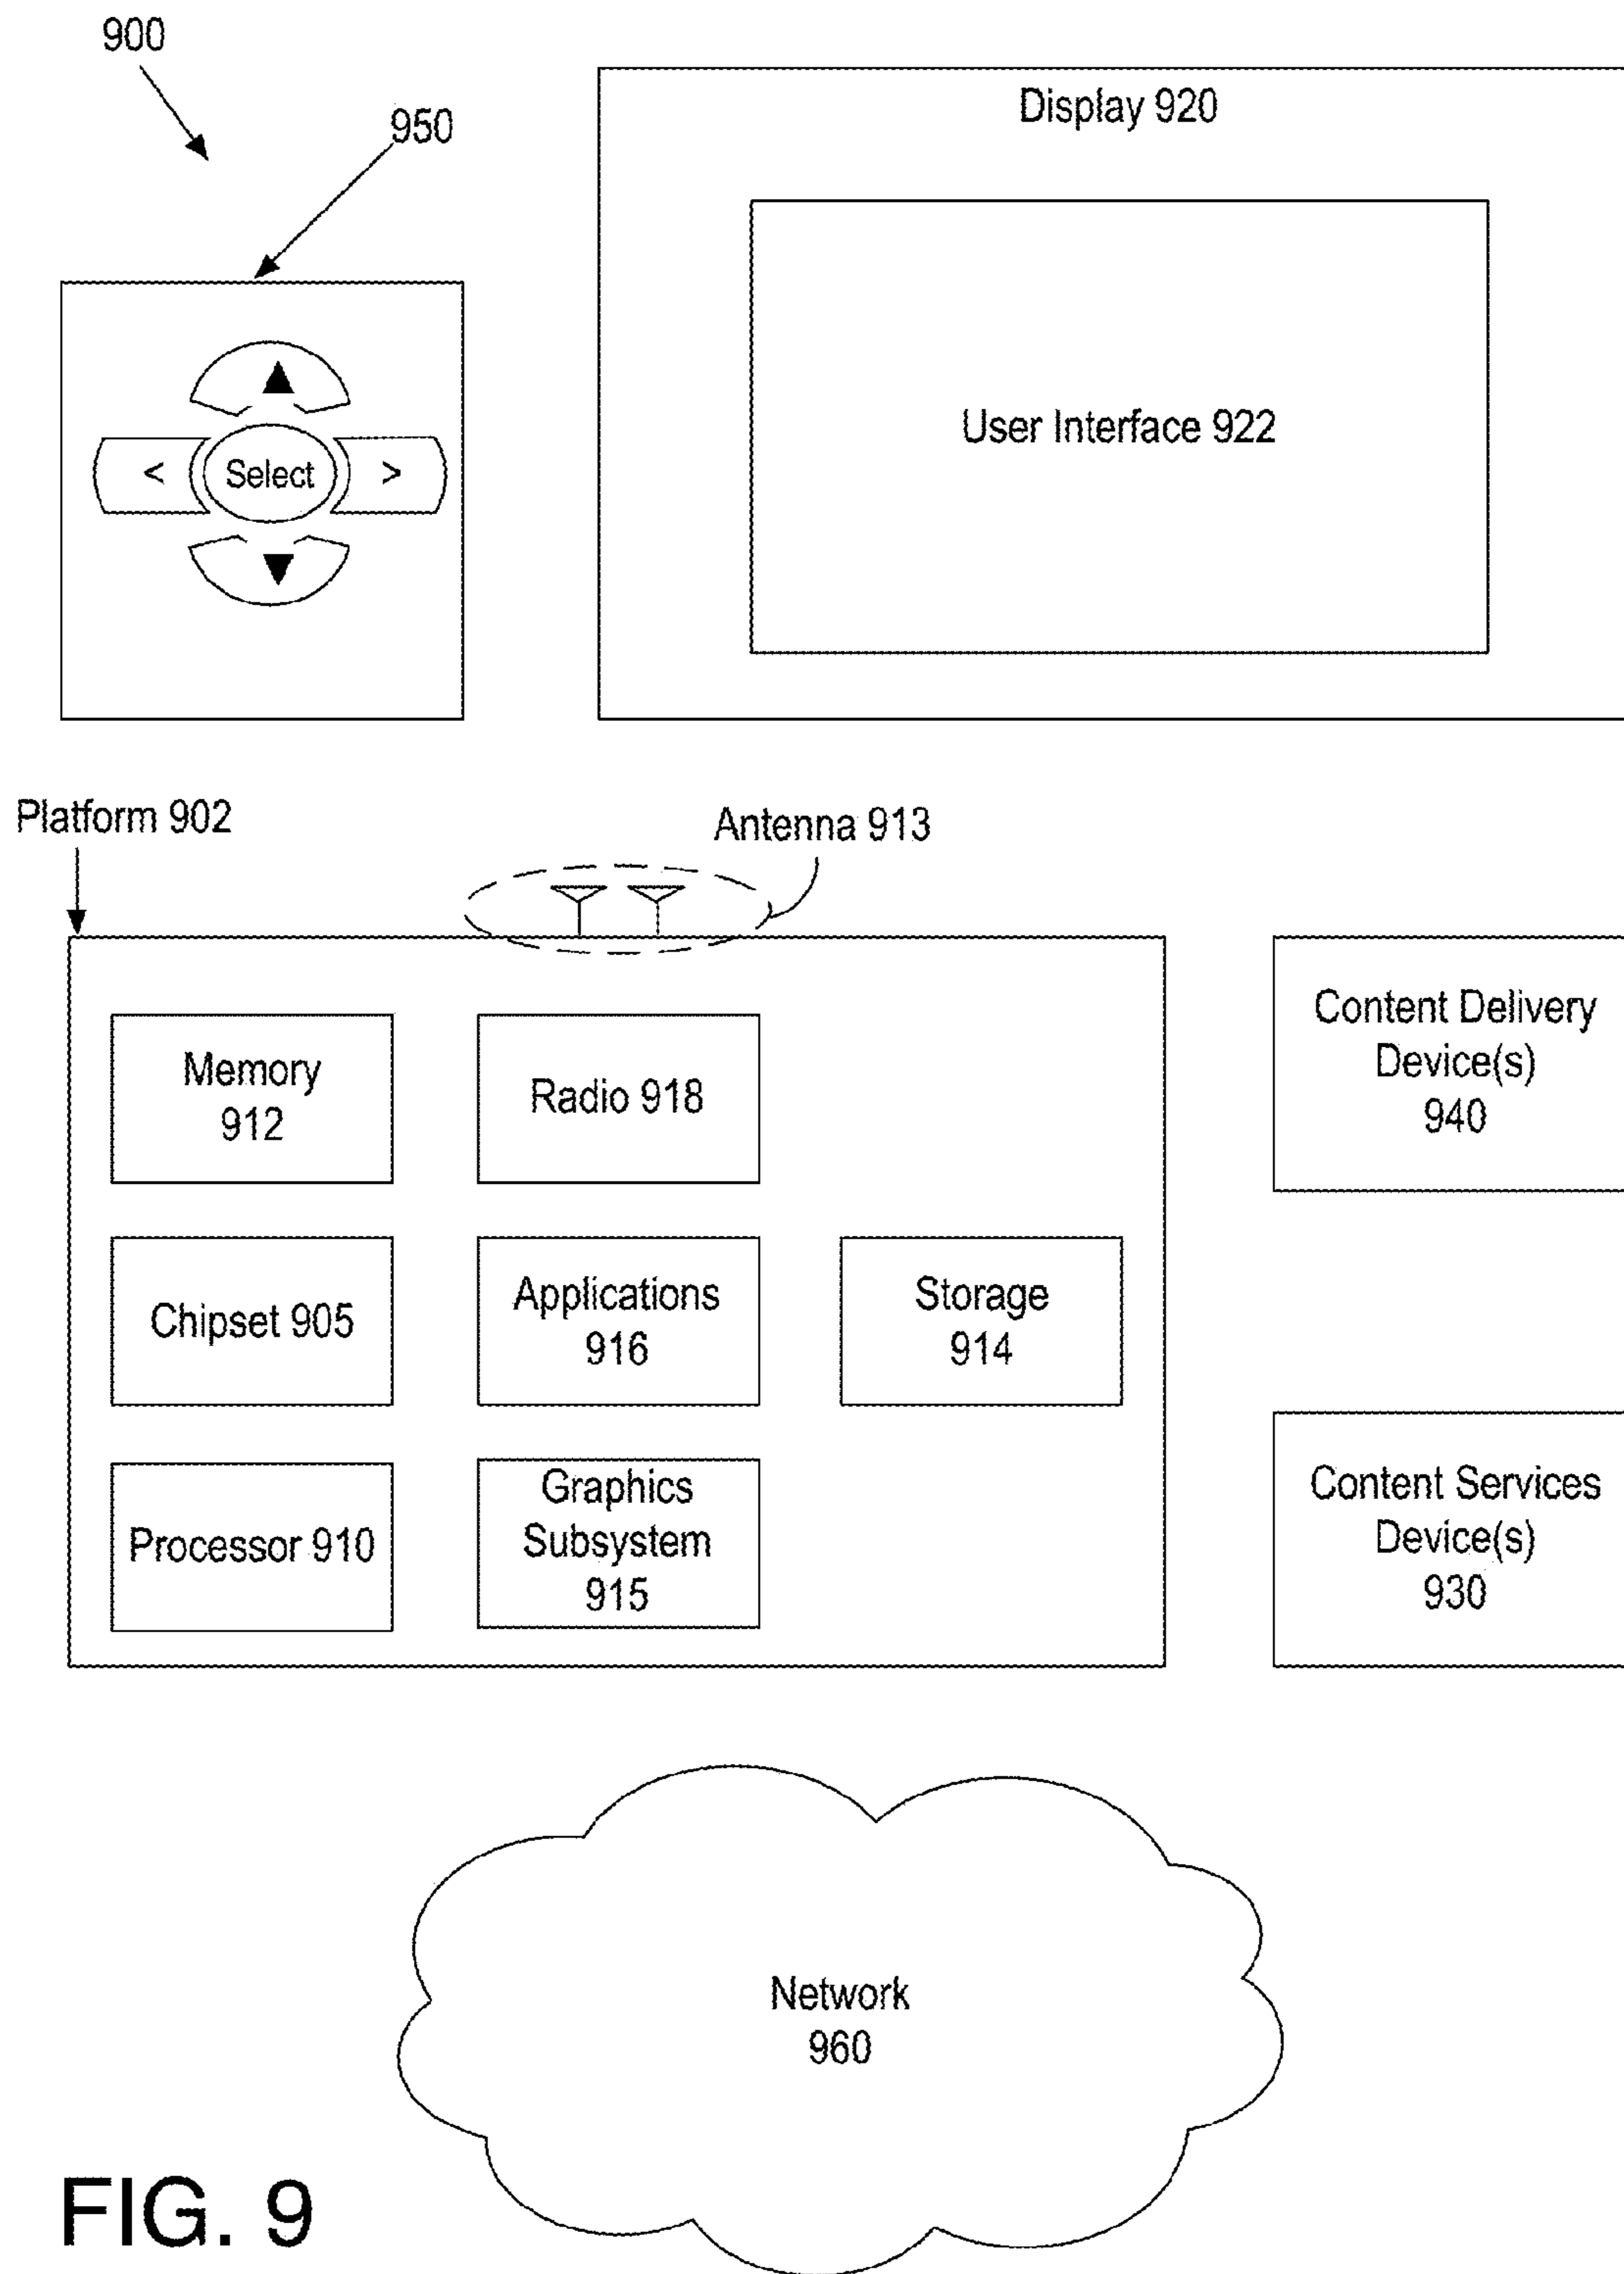 900
950
Display 920
User Interface 922
<
Select
>
Platform 902
Antenna 913
Memory
912
Radio 918
Content Delivery
Device(s)
940
Chipset 905
Applications
916
Storage
914
Processor 910
Graphics
Subsystem
915
Content Services
Device(s)
930
Network
960
FIG. 9